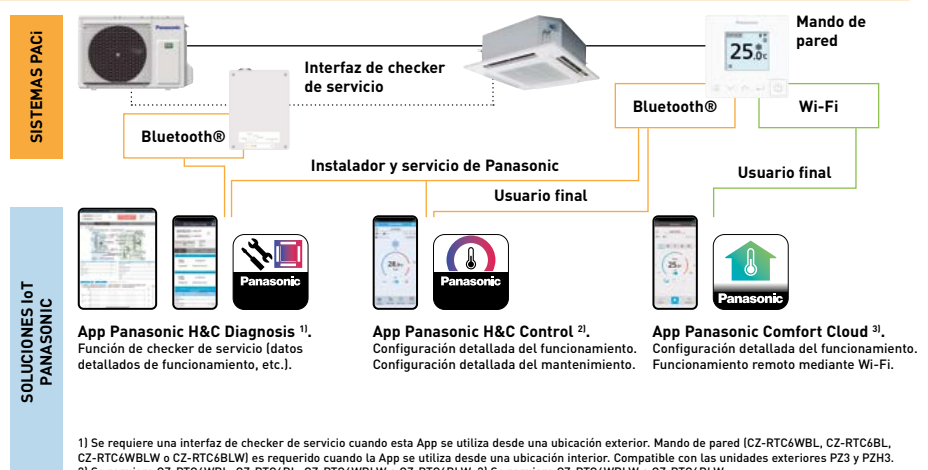 SISTEMAS PACi
Panasonic
Interfaz de checker
de servicio
Panasonic
25.0
Mando de
pared
Bluetooth®
Bluetooth®
Wi-Fi
Instalador y servicio de Panasonic
Usuario final
Usuario final
SOLUCIONES IoT
PANASONIC
Panasonic
Panasonic
Panasonic
App Panasonic H&C Diagnosis 1).
Función de checker de servicio (datos
detallados de funcionamiento, etc.).
App Panasonic H&C Control 2).
Configuración detallada del funcionamiento.
Configuración detallada del mantenimiento.
App Panasonic Comfort Cloud 3).
Configuración detallada del funcionamento.
Funcionamiento remoto mediante Wi-Fi.
1) Se requiere una interfaz de checker de servicio cuando esta App se utiliza desde una ubicación exterior. Mando de pared (CZ-RTC6WBL, CZ-RTC6BL,
CZ-RTC6WBLW o CZ-RTC6BLW) es requerido cuando la App se utiliza desde una ubicación interior. Compatible con las unidades exteriores PZ3 y PZH3.